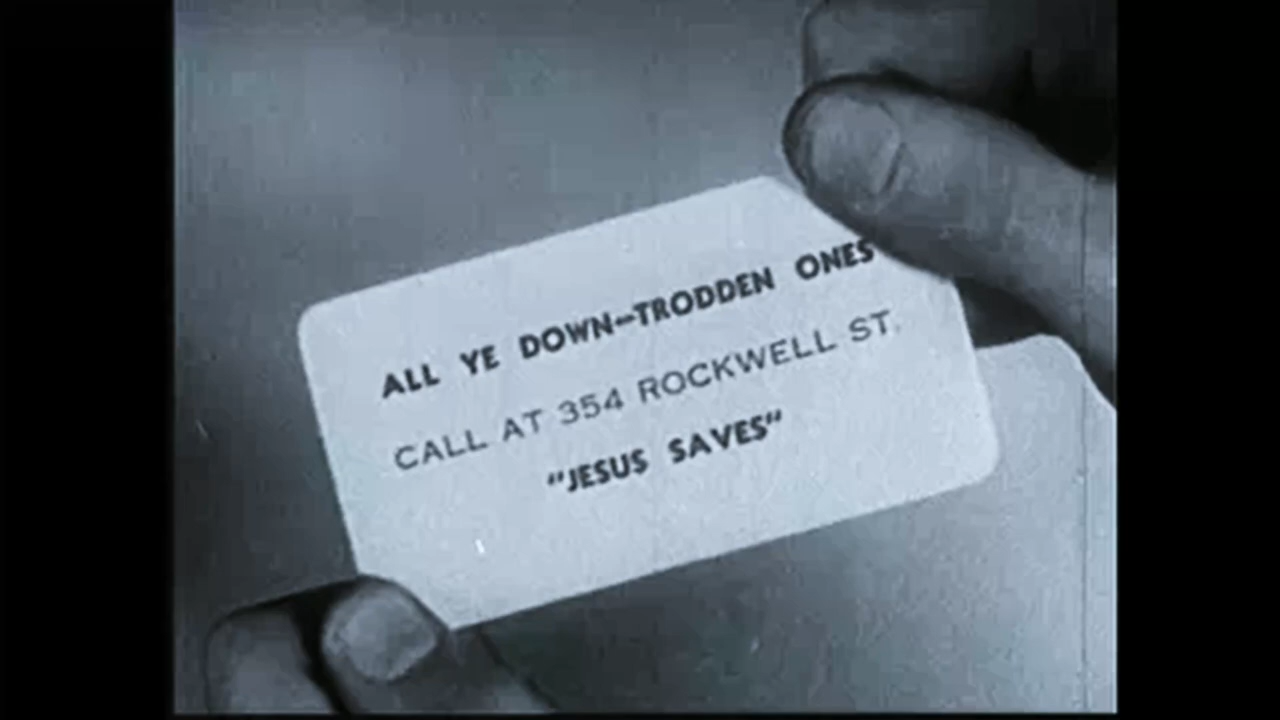 ALL YE DOWN-TRODDEN ONES
CALL AT 354 ROCKWELL ST.
"JESUS SAVES"